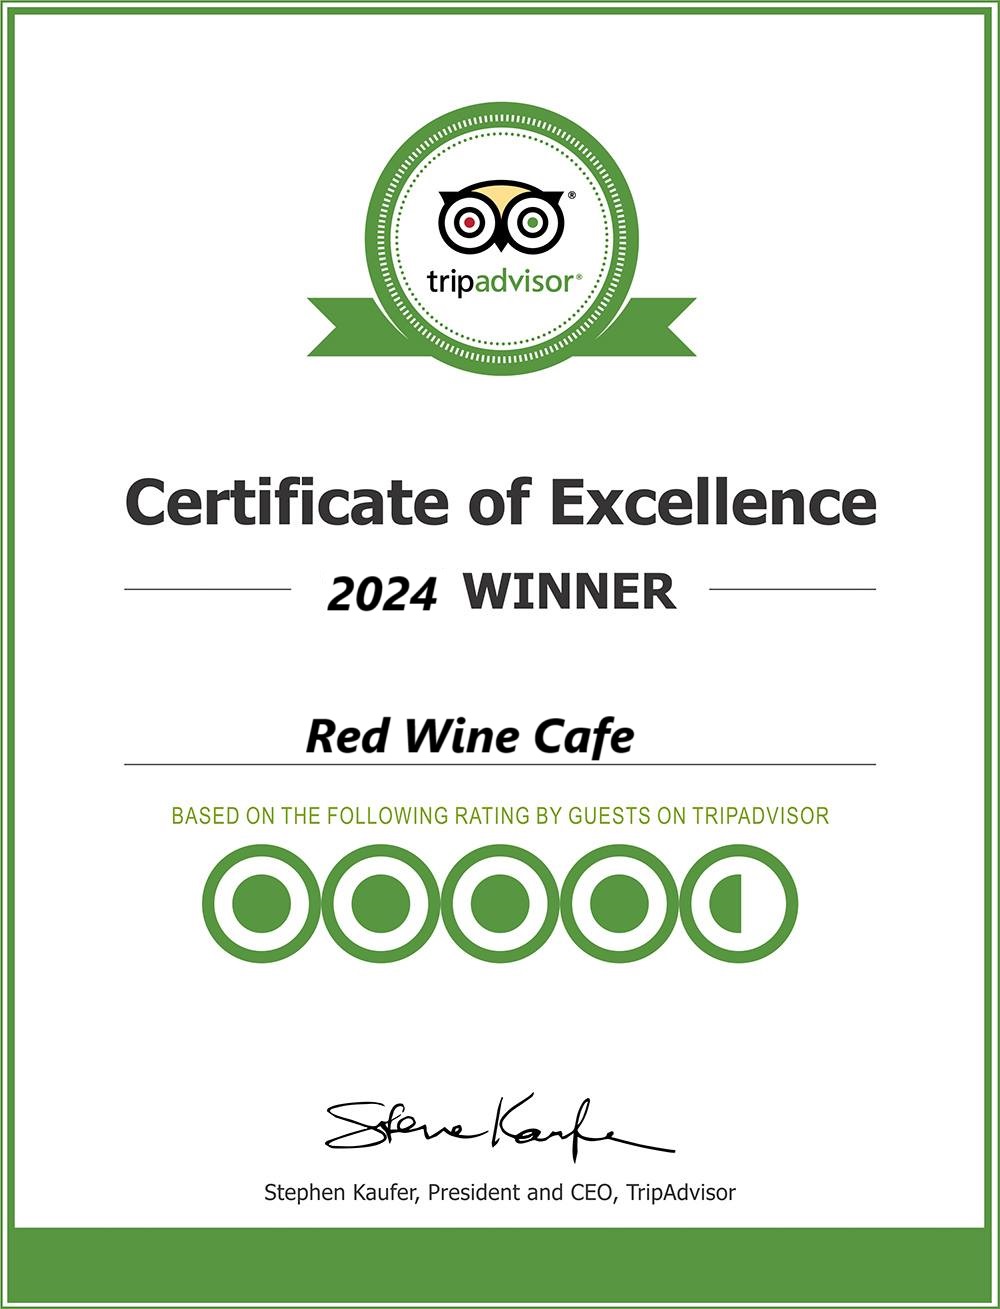 tripadvisor®
Certificate of Excellence
2024 WINNER
Red Wine Cafe
BASED ON THE FOLLOWING RATING BY GUESTS ON TRIPADVISOR
Steve Kaufer
Stephen Kaufer, President and CEO, TripAdvisor